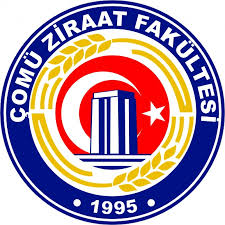 ÇOMÜ ZİRAAT FAKÜLTESİ
• 1995 •